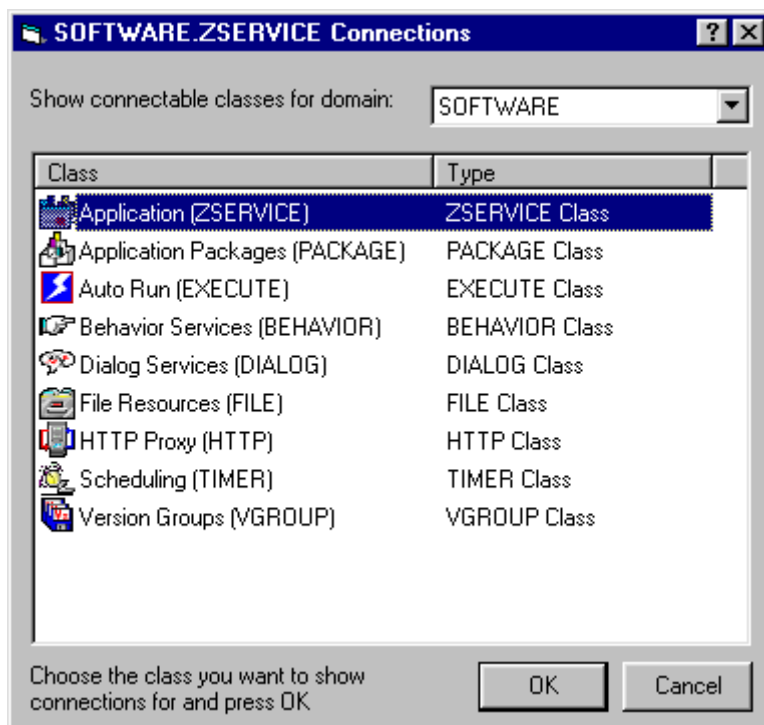 SOFTWARE.ZSERVICE Connections
Show connectable classes for domain: SOFTWARE
Class Type
Application (ZSERVICE) ZSERVICE Class
Application Packages (PACKAGE) PACKAGE Class
Auto Run (EXECUTE) EXECUTE Class
Behavior Services (BEHAVIOR) BEHAVIOR Class
Dialog Services (DIALOG) DIALOG Class
File Resources (FILE) FILE Class
HTTP Proxy (HTTP) HTTP Class
Scheduling (TIMER) TIMER Class
Version Groups (VGROUP) VGROUP Class
Choose the class you want to show
connections for and press OK
OK Cancel